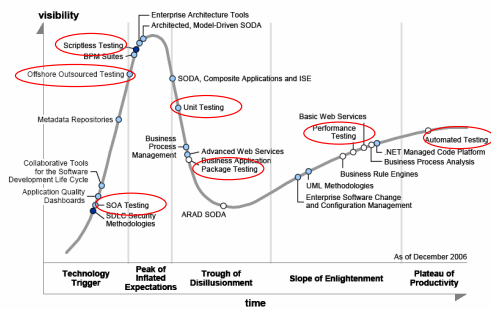 visibility
Enterprise Architecture Tools
Architected, Model-Driven SODA
Scriptless Testing
BPM Suites
Offshore Outsourced Testing
SODA, Composite Applications and ISE
Unit Testing
Metadata Repositories
Basic Web Services
Performance
Testing
Automated Testing
Business
Process
Management
Advanced Web Services
Business Application
Package Testing
.NET Managed Code Platform
Business Process Analysis
Business Rule Engines
Collaborative Tools
for the Software
Development Life Cycle
Application Quality
Dashboards
UML Methodologies
Enterprise Software Change
and Configuration Management
SOA Testing
SDLC Security
Methodologies
ARAD SODA
As of December 2006
Technology
Trigger
Peak of
Inflated
Expectations
Trough of
Disillusionment
Slope of Enlightenment
Plateau of
Productivity
time